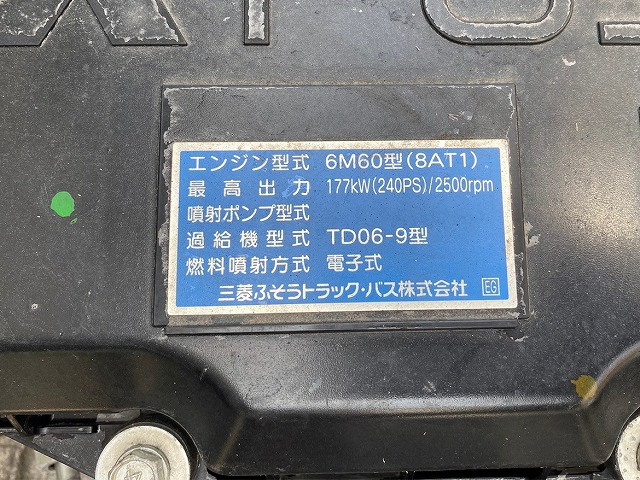 エンジン型式 6M60型(8AT1)
最高出力 177kW(240PS)/2500rpm
噴射ポンプ型式
過給機型式 TD06-9型
燃料噴射方式 電子式
三菱ふそうトラック・バス株式会社 EG